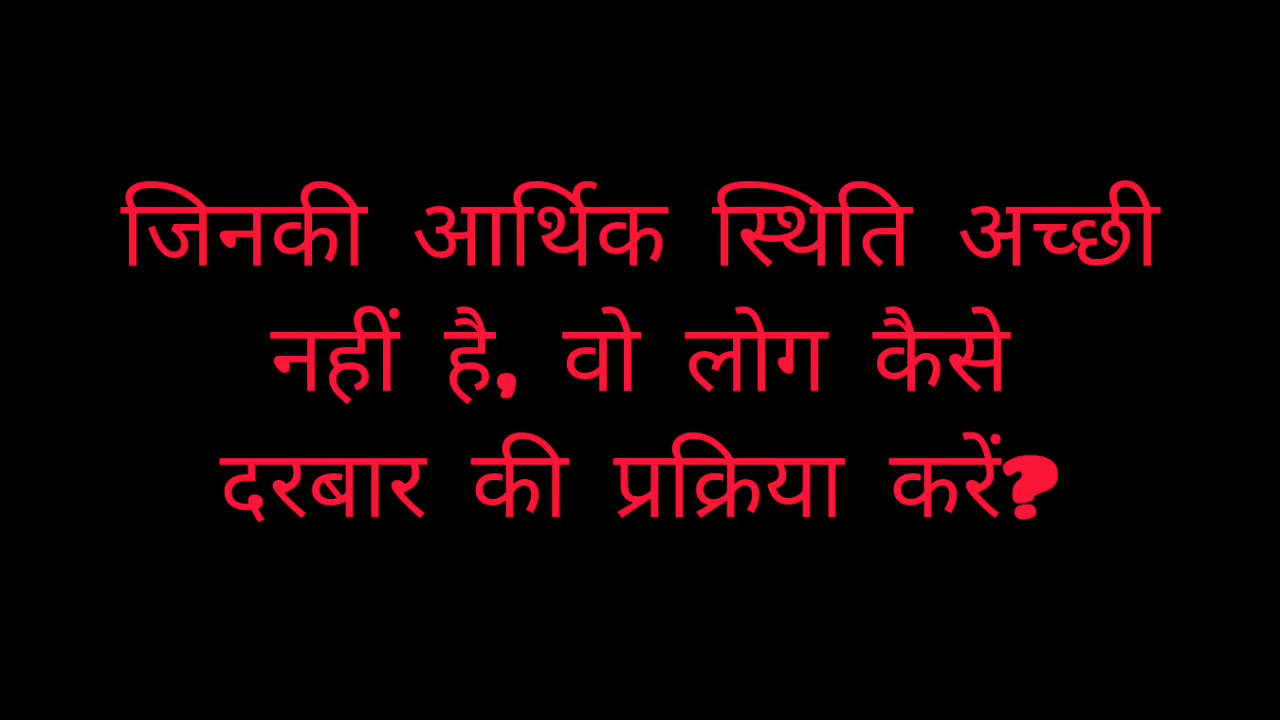 जिनकी आर्थिक स्थिति अच्छी
नहीं है, वो लोग कैसे
दरबार की प्रक्रिया करें?